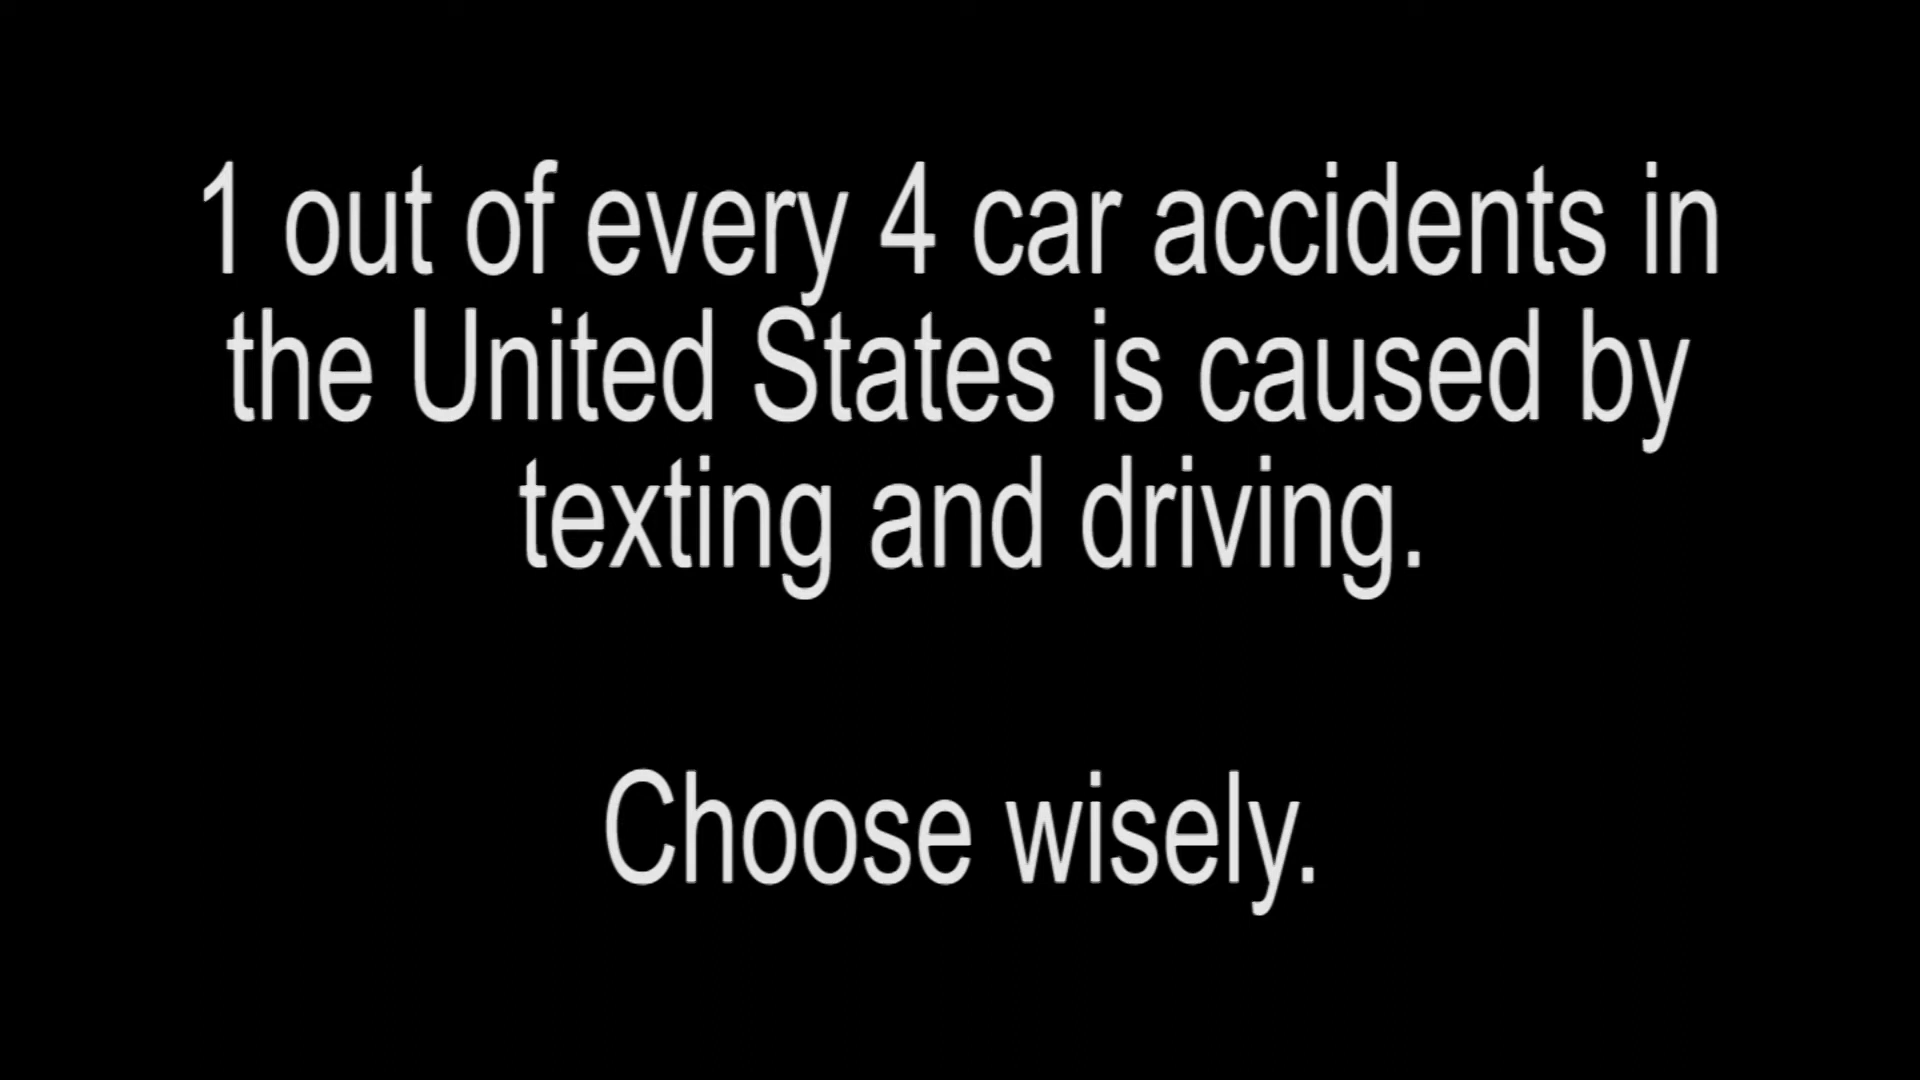 1 out of every 4 car accidents in
the United States is caused by
texting and driving.
Choose wisely.